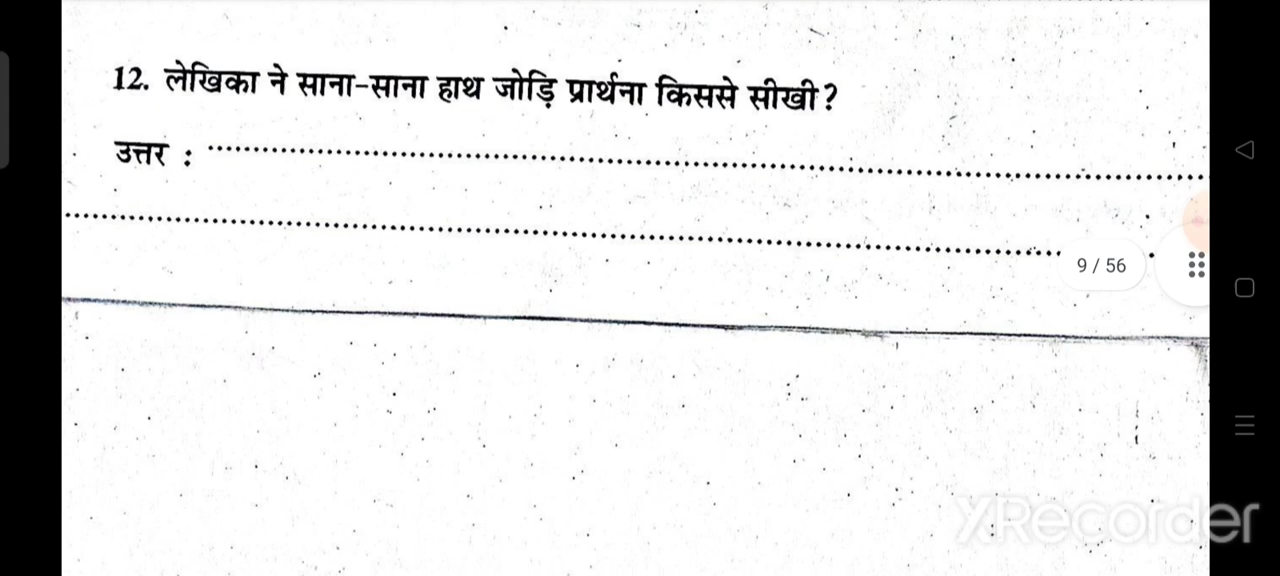 12. लेखिका ने साना-साना हाथ जोड़ि प्रार्थना किससे सीखी?
उत्तर :
9 / 56
XRecorder